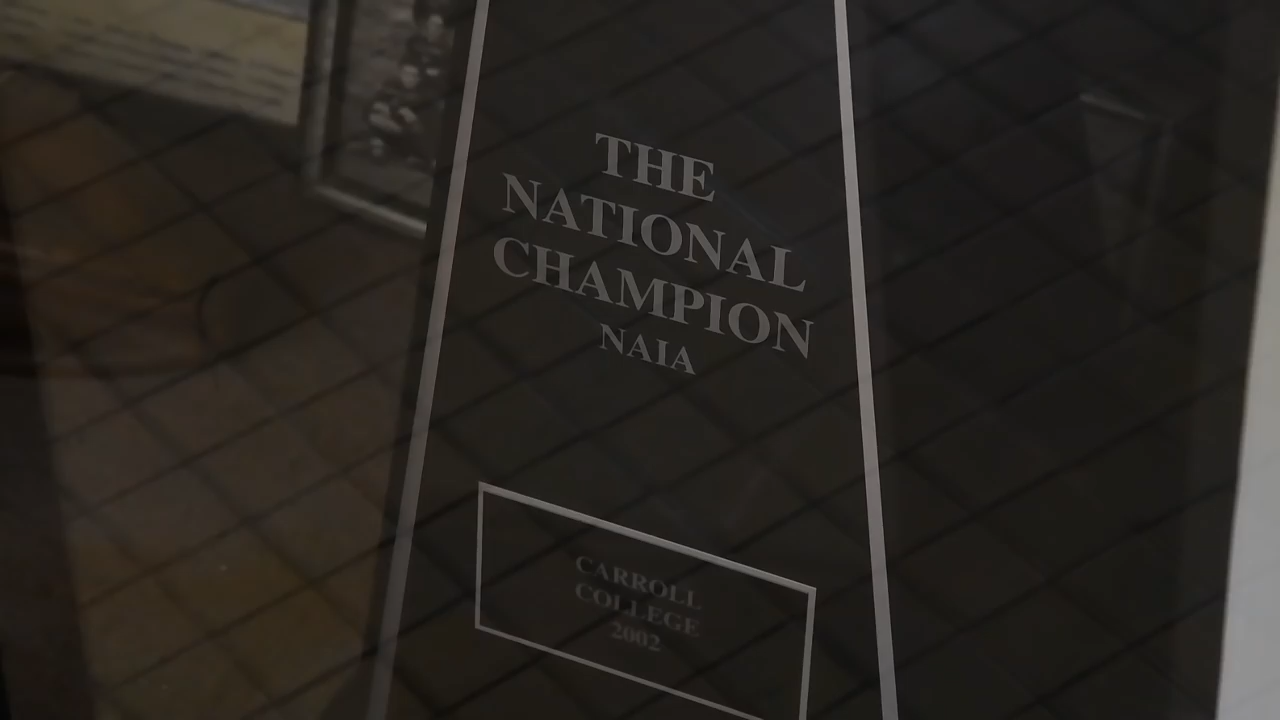 THE
NATIONAL
CHAMPION
NAIA
CARROLL
COLLEGE
2002